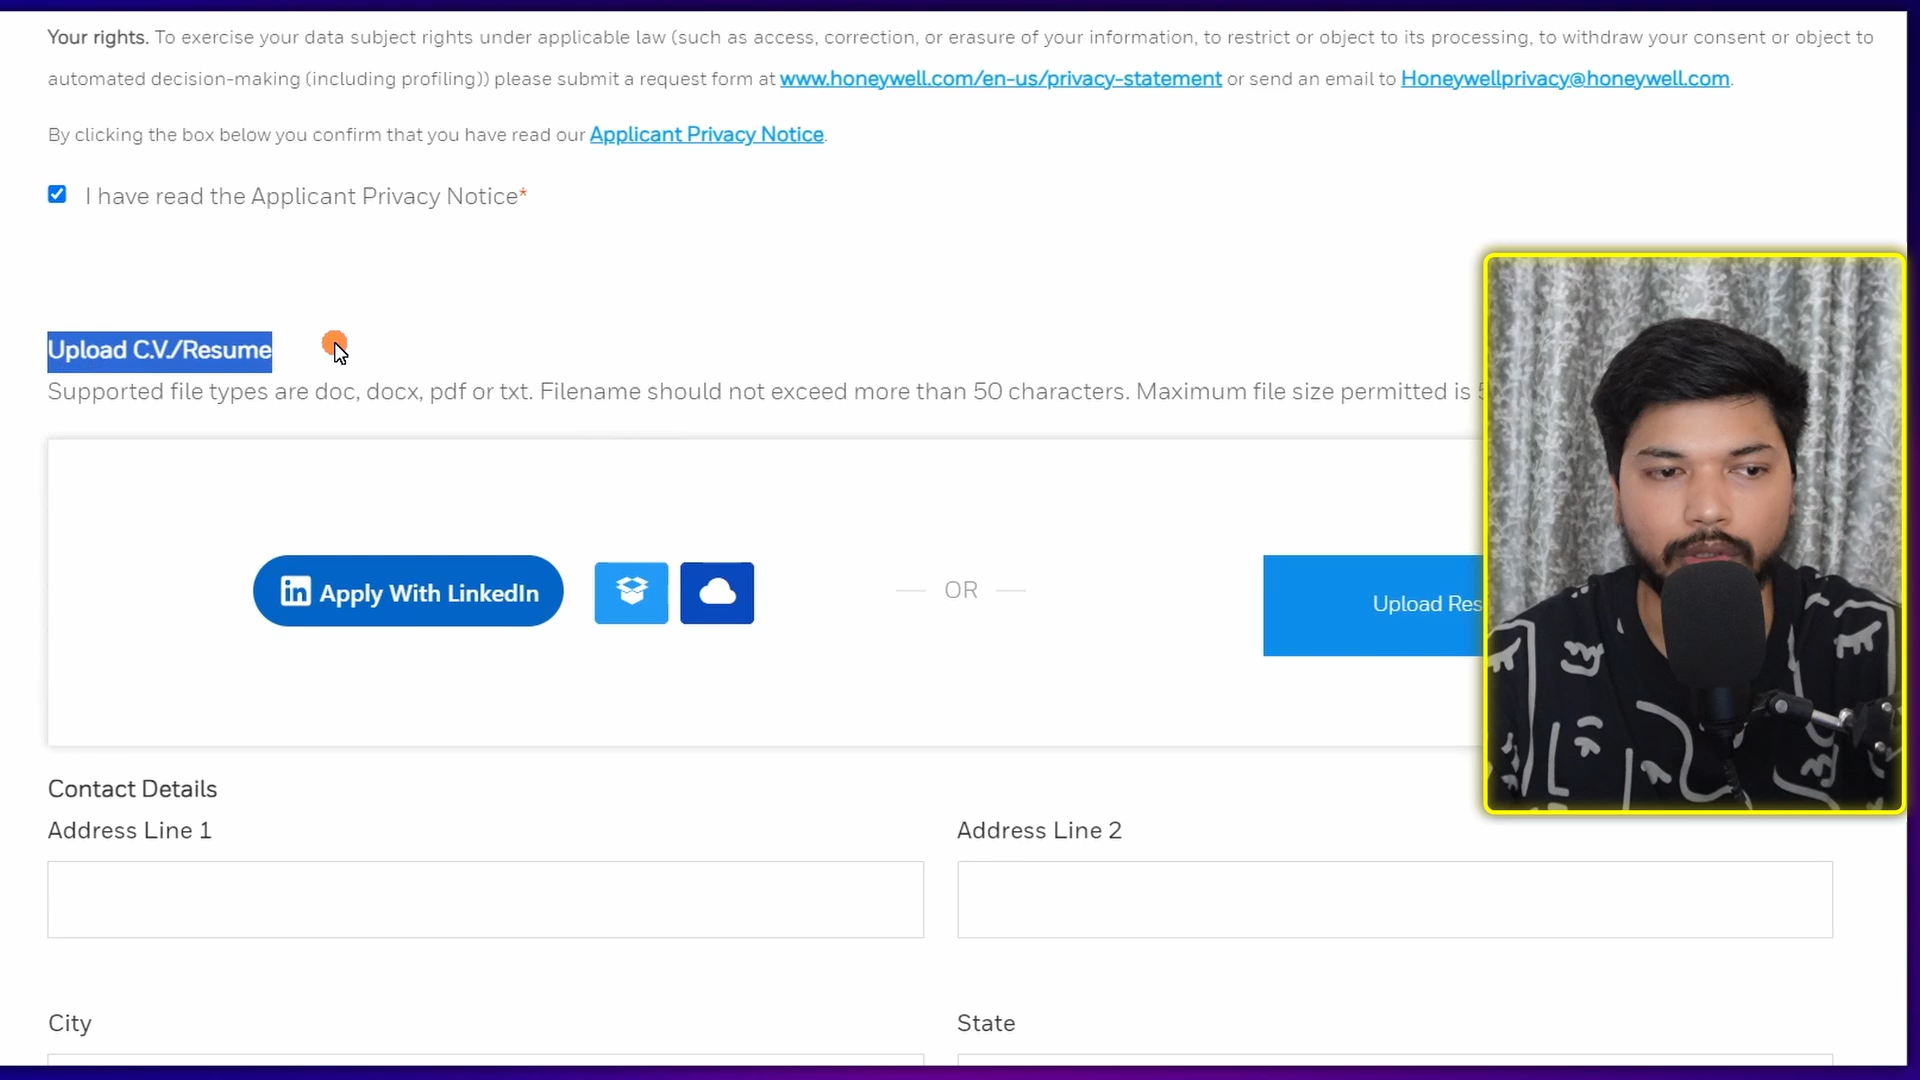 Your rights. To exercise your data subject rights under applicable law (such as access, correction, or erasure of your information, to restrict or object to its processing, to withdraw your consent or object to
automated decision-making (including profiling)) please submit a request form at www.honeywell.com/en-us/privacy-statement or send an email to Honeywellprivacy@honeywell.com.
By clicking the box below you confirm that you have read our Applicant Privacy Notice.
I have read the Applicant Privacy Notice*
Upload C.V./Resume
Supported file types are doc, docx, pdf or txt. Filename should not exceed more than 50 characters. Maximum file size permitted is
in Apply With LinkedIn
OR
Upload Res
Contact Details
Address Line 1
Address Line 2
City
State